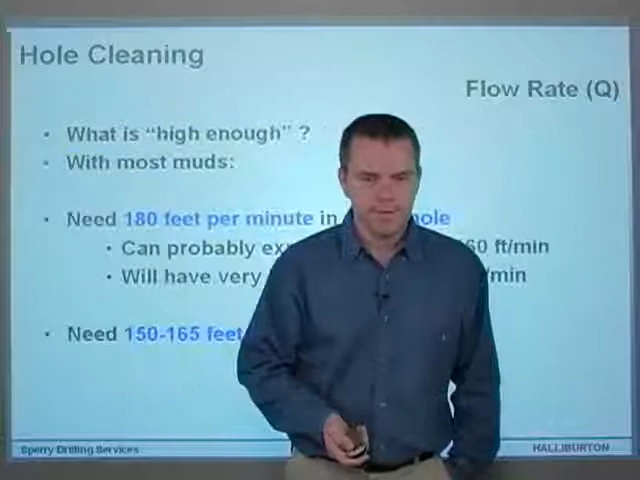 Hole Cleaning
Flow Rate (Q)
• What is “high enough” ?
• With most muds:
• Need 180 feet per minute in hole
• Can probably 60 ft/min
• Will have very /min
• Need 150-165 feet
Sperry Drilling Services
HALLIBURTON